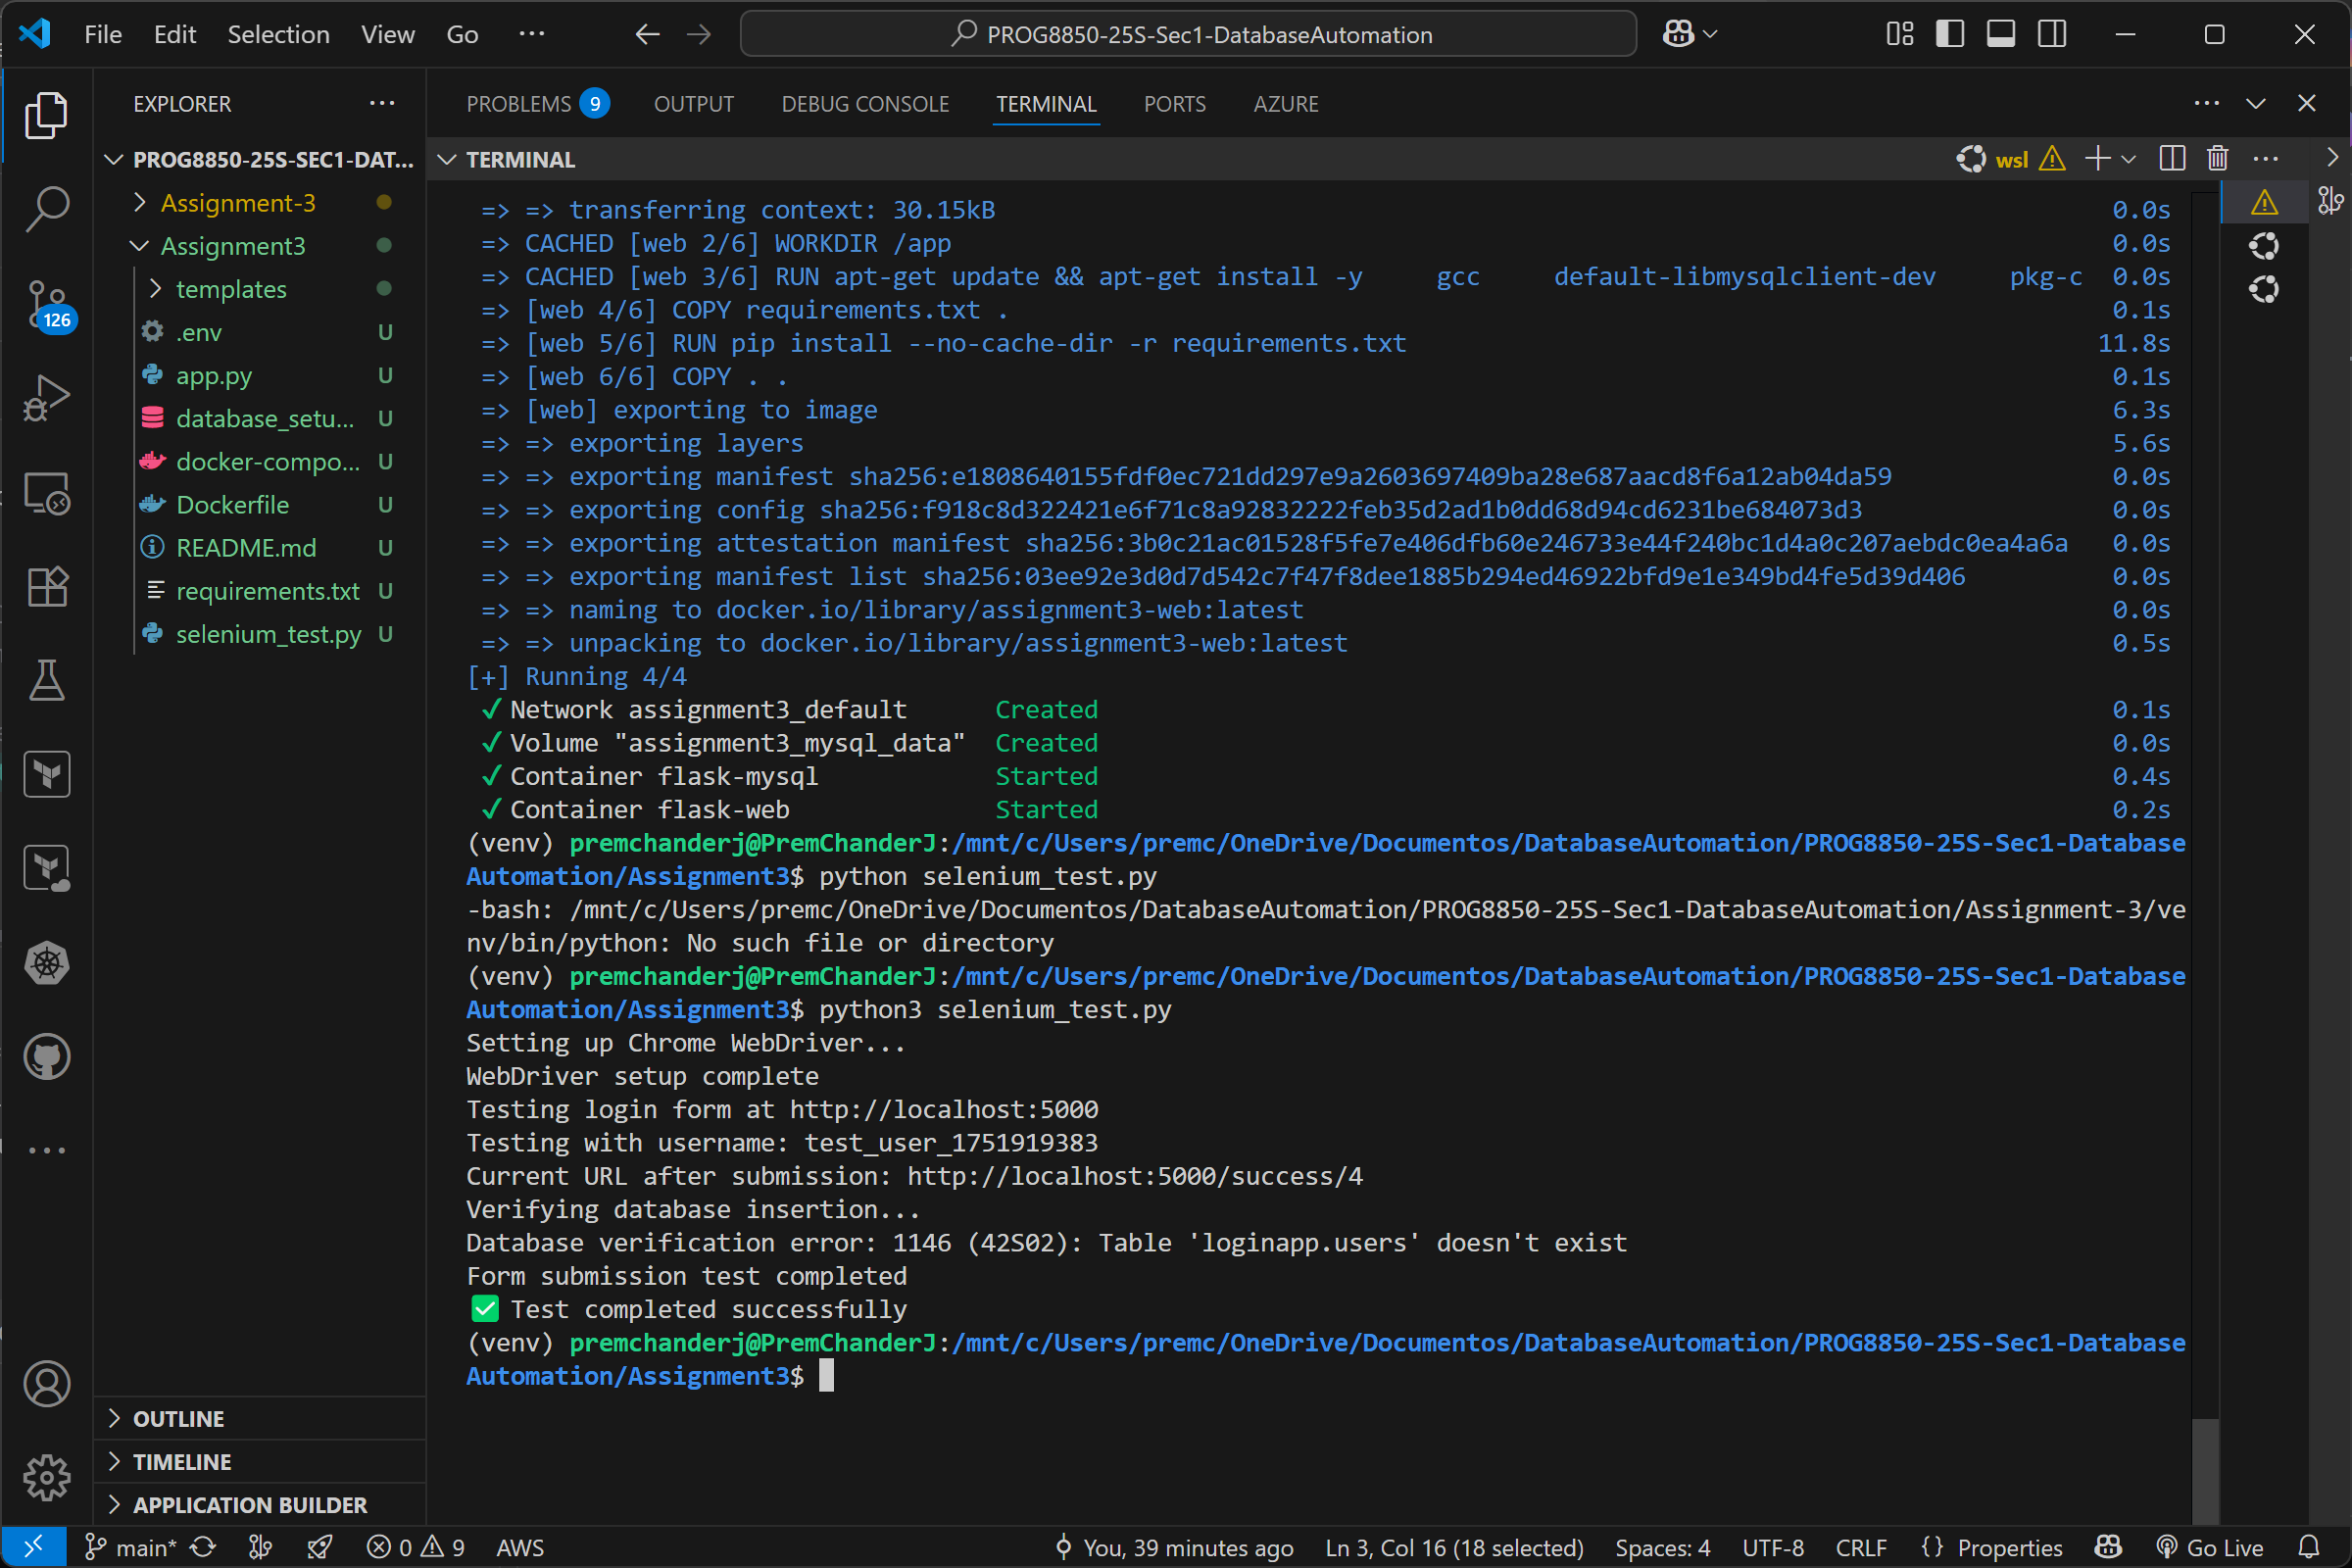 File Edit Selection View Go ··· PROG8850-25S-Sec1-DatabaseAutomation
EXPLORER ···
PROG8850-25S-SEC1-DAT...
Assignment-3
Assignment3
templates
.env U
app.py U
database_setu... U
docker-compo... U
Dockerfile U
README.md U
requirements.txt U
selenium_test.py U
126
OUTLINE
TIMELINE
APPLICATION BUILDER
PROBLEMS 9 OUTPUT DEBUG CONSOLE TERMINAL PORTS AZURE
TERMINAL wsl
=> => transferring context: 30.15kB 0.0s
=> CACHED [web 2/6] WORKDIR /app 0.0s
=> CACHED [web 3/6] RUN apt-get update && apt-get install -y     gcc     default-libmysqlclient-dev     pkg-c 0.0s
=> [web 4/6] COPY requirements.txt . 0.1s
=> [web 5/6] RUN pip install --no-cache-dir -r requirements.txt 11.8s
=> [web 6/6] COPY . . 0.1s
=> [web] exporting to image 6.3s
=> => exporting layers 5.6s
=> => exporting manifest sha256:e1808640155fdf0ec721dd297e9a2603697409ba28e687aacd8f6a12ab04da59 0.0s
=> => exporting config sha256:f918c8d322421e6f71c8a92832222feb35d2ad1b0dd68d94cd6231be684073d3 0.0s
=> => exporting attestation manifest sha256:3b0c21ac01528f5fe7e406dfb60e246733e44f240bc1d4a0c207aebdc0ea4a6a 0.0s
=> => exporting manifest list sha256:03ee92e3d0d7d542c7f47f8dee1885b294ed46922bfd9e1e349bd4fe5d39d406 0.0s
=> => naming to docker.io/library/assignment3-web:latest 0.0s
=> => unpacking to docker.io/library/assignment3-web:latest 0.5s
[+] Running 4/4
✓ Network assignment3_default Created 0.1s
✓ Volume "assignment3_mysql_data" Created 0.0s
✓ Container flask-mysql Started 0.4s
✓ Container flask-web Started 0.2s
(venv) premchanderj@PremChanderJ:/mnt/c/Users/premc/OneDrive/Documentos/DatabaseAutomation/PROG8850-25S-Sec1-Database
Automation/Assignment3$ python selenium_test.py
-bash: /mnt/c/Users/premc/OneDrive/Documentos/DatabaseAutomation/PROG8850-25S-Sec1-DatabaseAutomation/Assignment-3/ve
nv/bin/python: No such file or directory
(venv) premchanderj@PremChanderJ:/mnt/c/Users/premc/OneDrive/Documentos/DatabaseAutomation/PROG8850-25S-Sec1-Database
Automation/Assignment3$ python3 selenium_test.py
Setting up Chrome WebDriver...
WebDriver setup complete
Testing login form at http://localhost:5000
Testing with username: test_user_1751919383
Current URL after submission: http://localhost:5000/success/4
Verifying database insertion...
Database verification error: 1146 (42S02): Table 'loginapp.users' doesn't exist
Form submission test completed
✅ Test completed successfully
(venv) premchanderj@PremChanderJ:/mnt/c/Users/premc/OneDrive/Documentos/DatabaseAutomation/PROG8850-25S-Sec1-Database
Automation/Assignment3$
main* 0 9 AWS You, 39 minutes ago Ln 3, Col 16 (18 selected) Spaces: 4 UTF-8 CRLF {} Properties Go Live